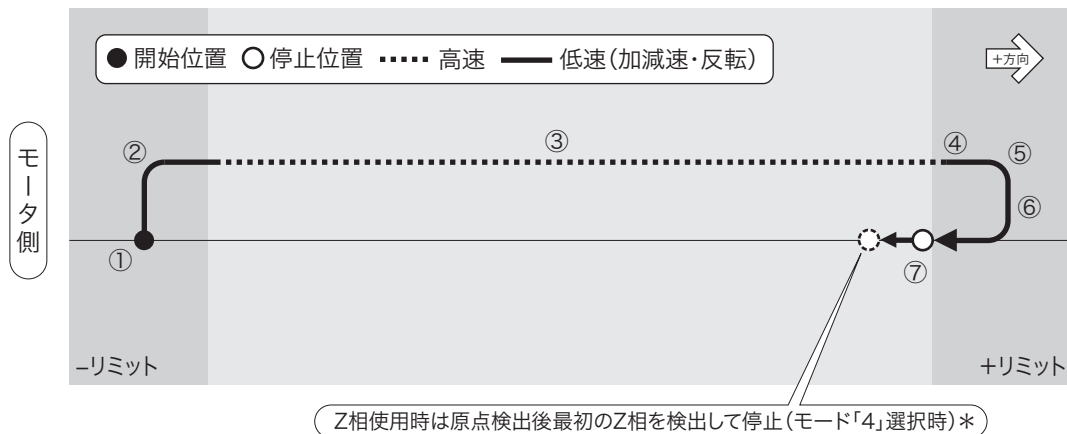 ●開始位置 ○停止位置 高速 低速(加減速・反転)
+方向
モータ側
②
③
④
⑤
⑥
①
⑦
−リミット
+リミット
Z相使用時は原点検出後最初のZ相を検出して停止(モード「4」選択時)＊